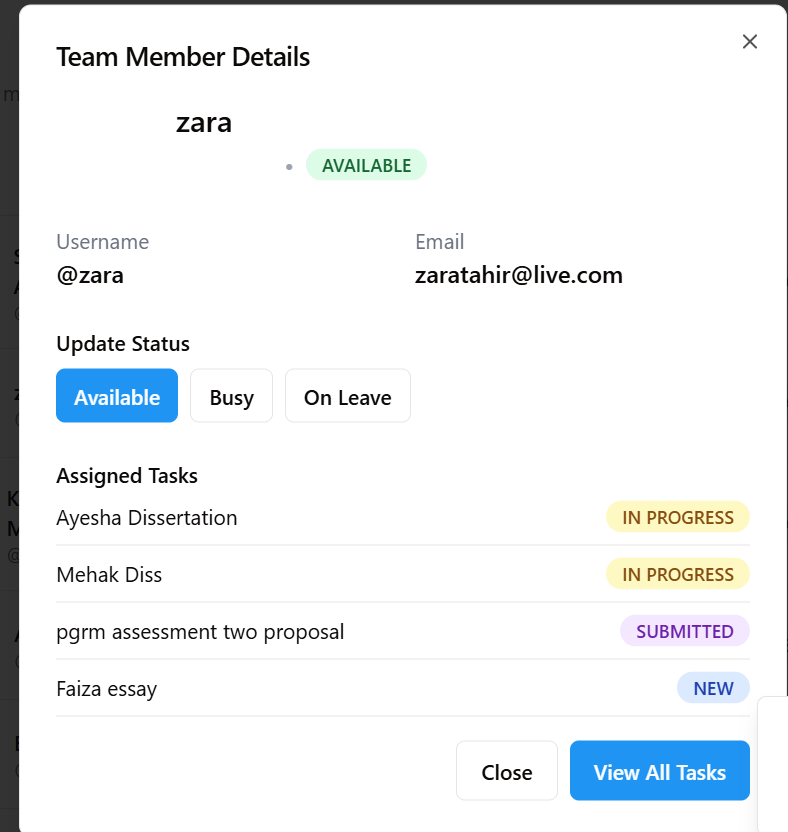 Team Member Details
zara
• AVAILABLE
Username
Email
@zara
zaratahir@live.com
Update Status
Available
Busy
On Leave
Assigned Tasks
Ayesha Dissertation
IN PROGRESS
Mehak Diss
IN PROGRESS
pgrm assessment two proposal
SUBMITTED
Faiza essay
NEW
Close
View All Tasks